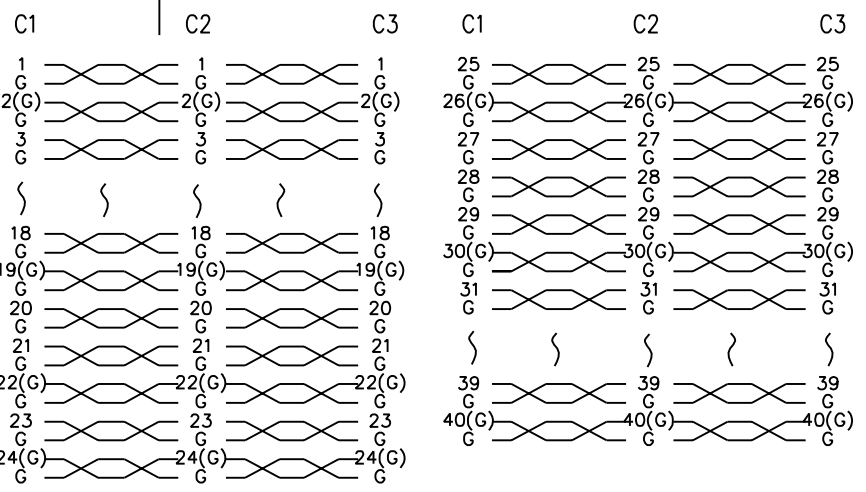 C1 C2 C3
1 1 1
G G G
2(G) 2(G) 2(G)
G G G
3 3 3
G G G
18 18 18
G G G
19(G) 19(G) 19(G)
G G G
20 20 20
G G G
21 21 21
G G G
22(G) 22(G) 22(G)
G G G
23 23 23
G G G
24(G) 24(G) 24(G)
G G G
C1 C2 C3
25 25 25
G G G
26(G) 26(G) 26(G)
G G G
27 27 27
G G G
28 28 28
G G G
29 29 29
G G G
30(G) 30(G) 30(G)
G G G
31 31 31
G G G
39 39 39
G G G
40(G) 40(G) 40(G)
G G G